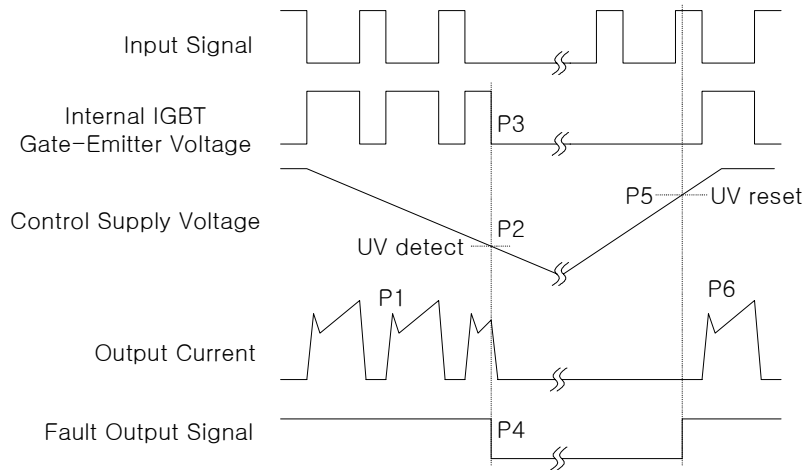 Input Signal
Internal IGBT
Gate-Emitter Voltage
P3
P5
UV reset
Control Supply Voltage
P2
UV detect
P1
P6
Output Current
Fault Output Signal
P4